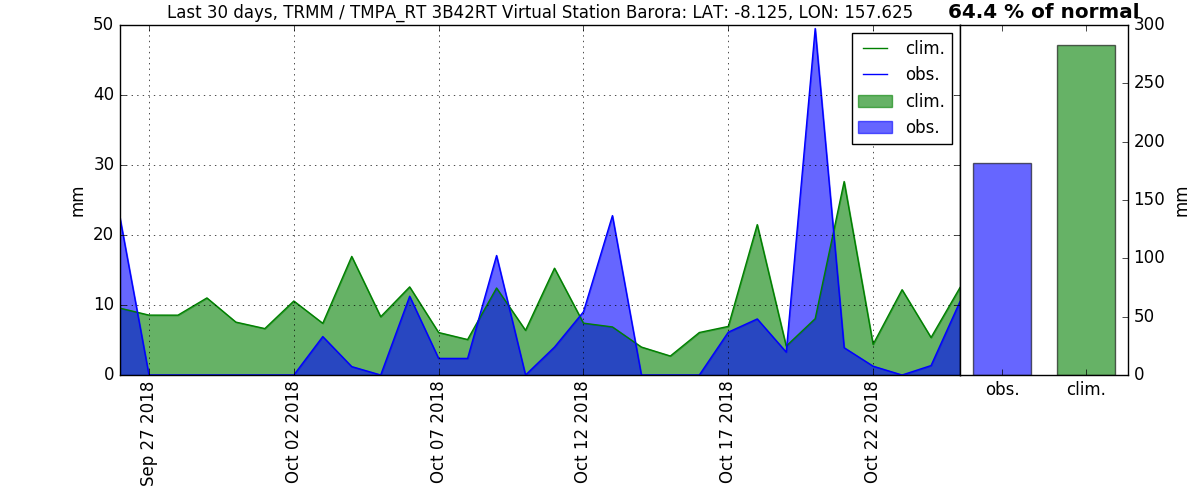 Last 30 days, TRMM / TMPA_RT 3B42RT Virtual Station Barora: LAT: -8.125, LON: 157.625
64.4 % of normal
50
40
30
20
10
0
mm
clim.
obs.
clim.
obs.
300
250
200
150
100
50
0
mm
Sep 27 2018
Oct 02 2018
Oct 07 2018
Oct 12 2018
Oct 17 2018
Oct 22 2018
obs.
clim.